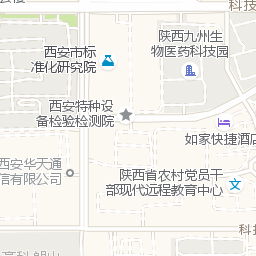 科技
陕西九州生
物医药科技园
西安市标
准化研究院
西安特种设
备检验检测院
如家快捷酒店
西安华天通
信有限公司
陕西省农村党员干
部现代远程教育中心
科技